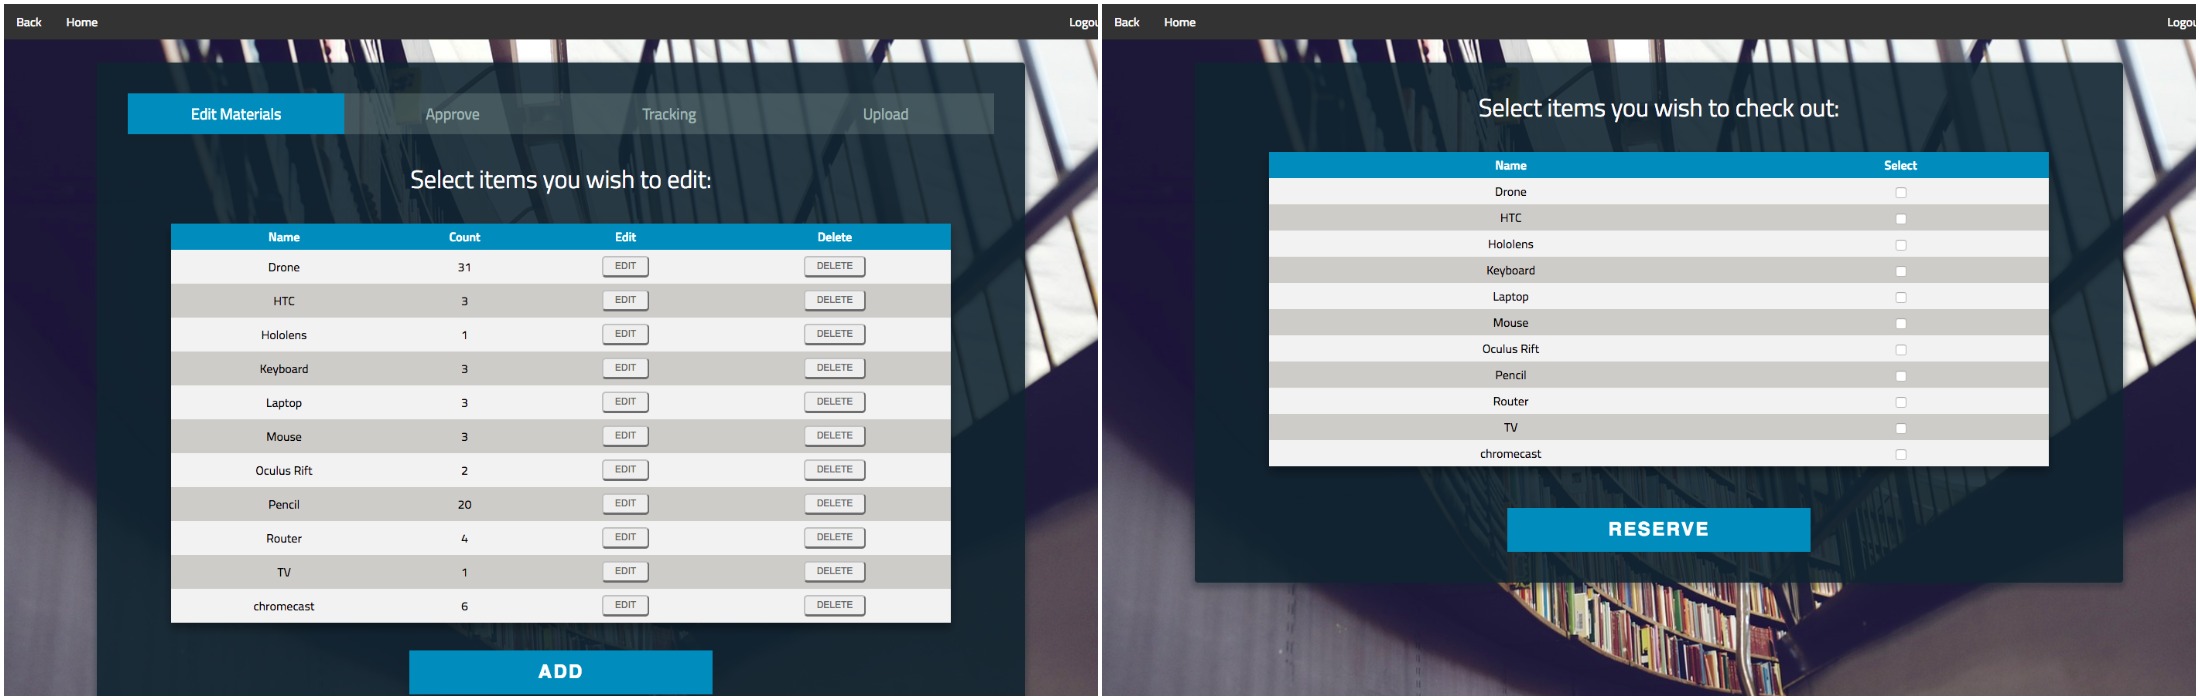 Back Home Logou
Edit Materials Approve Tracking Upload
Select items you wish to edit:
Name Count Edit Delete
Drone 31 EDIT DELETE
HTC 3 EDIT DELETE
Hololens 1 EDIT DELETE
Keyboard 3 EDIT DELETE
Laptop 3 EDIT DELETE
Mouse 3 EDIT DELETE
Oculus Rift 2 EDIT DELETE
Pencil 20 EDIT DELETE
Router 4 EDIT DELETE
TV 1 EDIT DELETE
chromecast 6 EDIT DELETE
ADD
Back Home Logou
Select items you wish to check out:
Name Select
Drone
HTC
Hololens
Keyboard
Laptop
Mouse
Oculus Rift
Pencil
Router
TV
chromecast
RESERVE